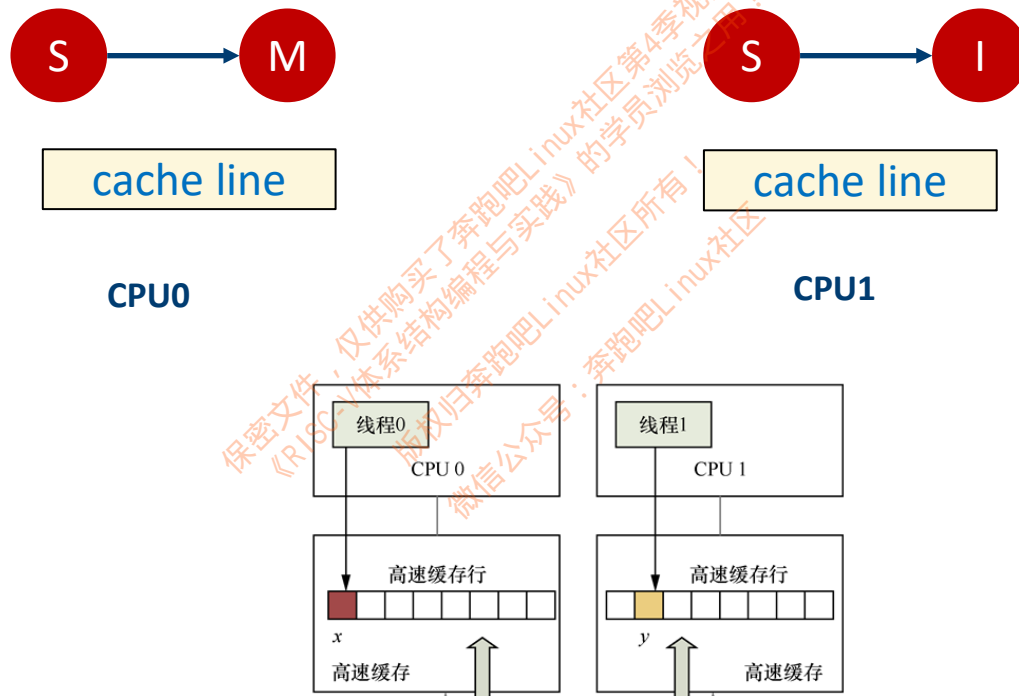 S
M
S
I
cache line
cache line
CPU0
CPU1
保密文件，仅供购买了奔跑吧Linux社区第4季视
《RISC-V体系结构编程与实践》的学员浏览之用！
版权归奔跑吧Linux社区所有！
微信公众号：奔跑吧Linux社区
线程0
CPU 0
线程1
CPU 1
高速缓存行
x
高速缓存
高速缓存行
y
高速缓存